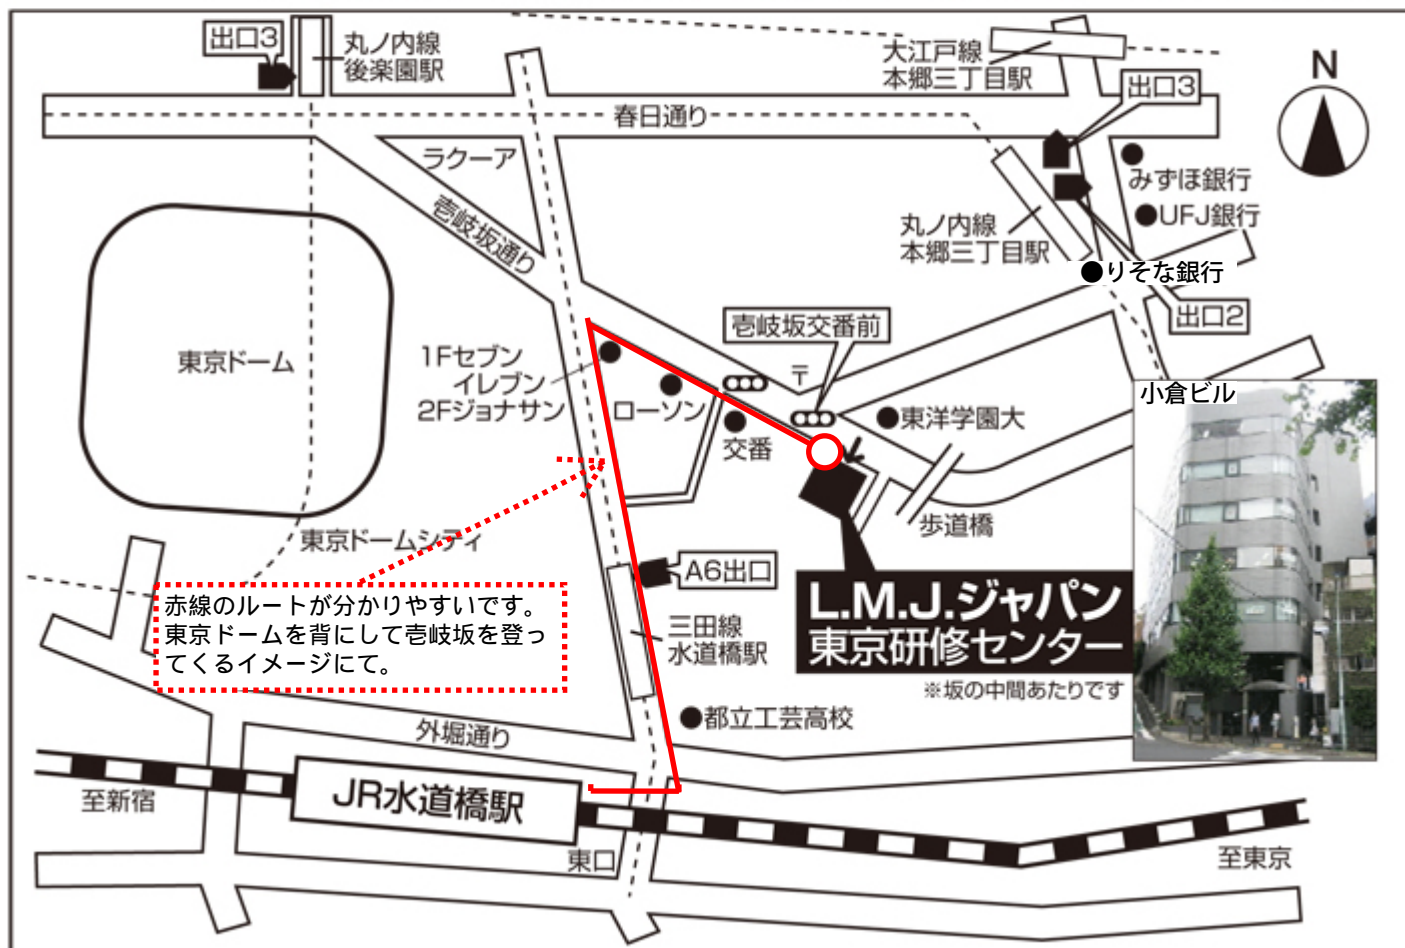 出口3
丸ノ内線
後楽園駅
大江戸線
本郷三丁目駅
出口3
N
春日通り
ラクーア
みずほ銀行
壱岐坂通り
丸ノ内線
本郷三丁目駅
UFJ銀行
りそな銀行
出口2
壱岐坂交番前
東京ドーム
1Fセブン
イレブン
2Fジョナサン
〒
小倉ビル
ローソン
交番
東洋学園大
歩道橋
東京ドームシティ
A6出口
赤線のルートが分かりやすいです。
東京ドームを背にして壱岐坂を登っ
てくるイメージにて。
三田線
水道橋駅
L.M.J.ジャパン
東京研修センター
※坂の中間あたりです
都立工芸高校
外堀通り
JR水道橋駅
至新宿
東口
至東京